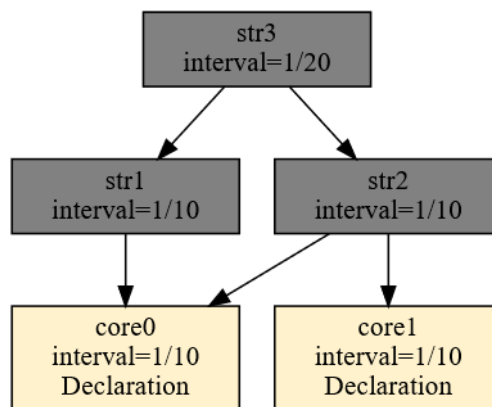 str3
interval=1/20
str1
interval=1/10
str2
interval=1/10
core0
interval=1/10
Declaration
core1
interval=1/10
Declaration